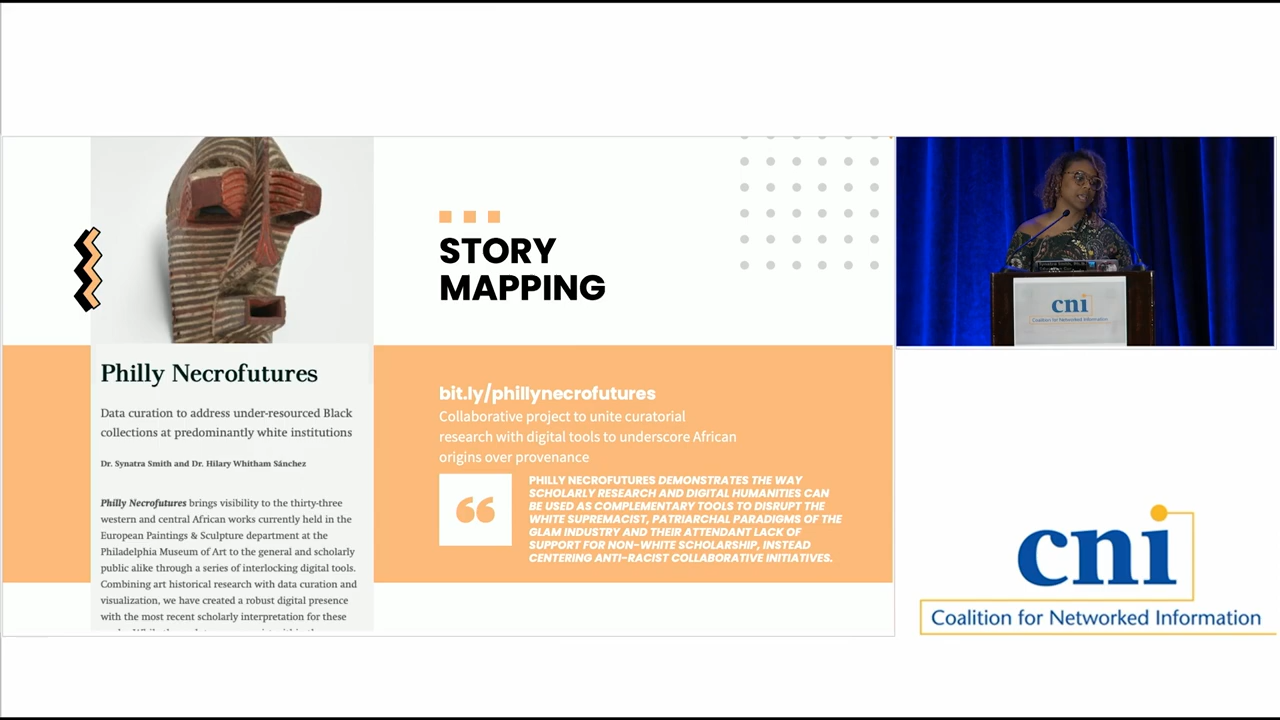 STORY
MAPPING
Philly Necrofutures
Data curation to address under-resourced Black
collections at predominantly white institutions
Dr. Synatra Smith and Dr. Hilary Whitham Sánchez
Philly Necrofutures brings visibility to the thirty-three
western and central African works currently held in the
European Paintings & Sculpture department at the
Philadelphia Museum of Art to the general and scholarly
public alike through a series of interlocking digital tools.
Combining art historical research with data curation and
visualization, we have created a robust digital presence
with the most recent scholarly interpretation for these
bit.ly/phillynecrofutures
Collaborative project to unite curatorial
research with digital tools to underscore African
origins over provenance
PHILLY NECROFUTURES DEMONSTRATES THE WAY
SCHOLARLY RESEARCH AND DIGITAL HUMANITIES CAN
BE USED AS COMPLEMENTARY TOOLS TO DISRUPT THE
WHITE SUPREMACIST, PATRIARCHAL PARADIGMS OF THE
GLAM INDUSTRY AND THEIR ATTENDANT LACK OF
SUPPORT FOR NON-WHITE SCHOLARSHIP, INSTEAD
CENTERING ANTI-RACIST COLLABORATIVE INITIATIVES.
cni
Coalition for Networked Information
cni
Coalition for Networked Information